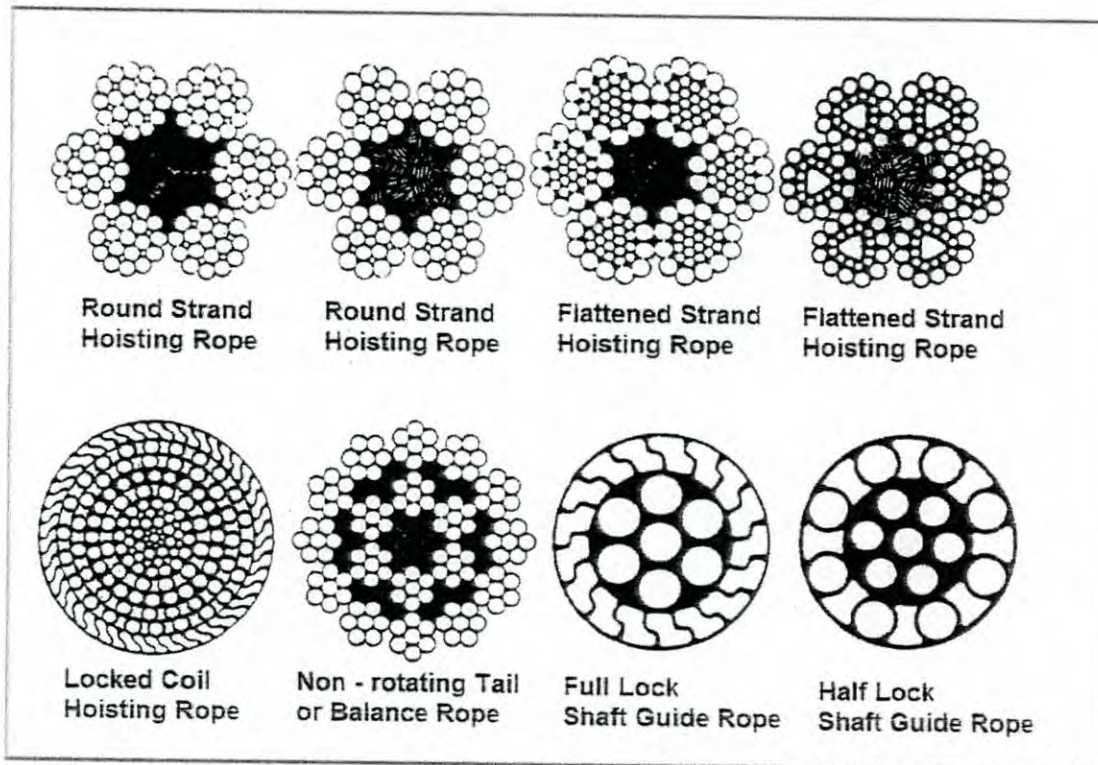 Round Strand
Hoisting Rope
Round Strand
Hoisting Rope
Flattened Strand
Hoisting Rope
Flattened Strand
Hoisting Rope
Locked Coil
Hoisting Rope
Non - rotating Tail
or Balance Rope
Full Lock
Shaft Guide Rope
Half Lock
Shaft Guide Rope